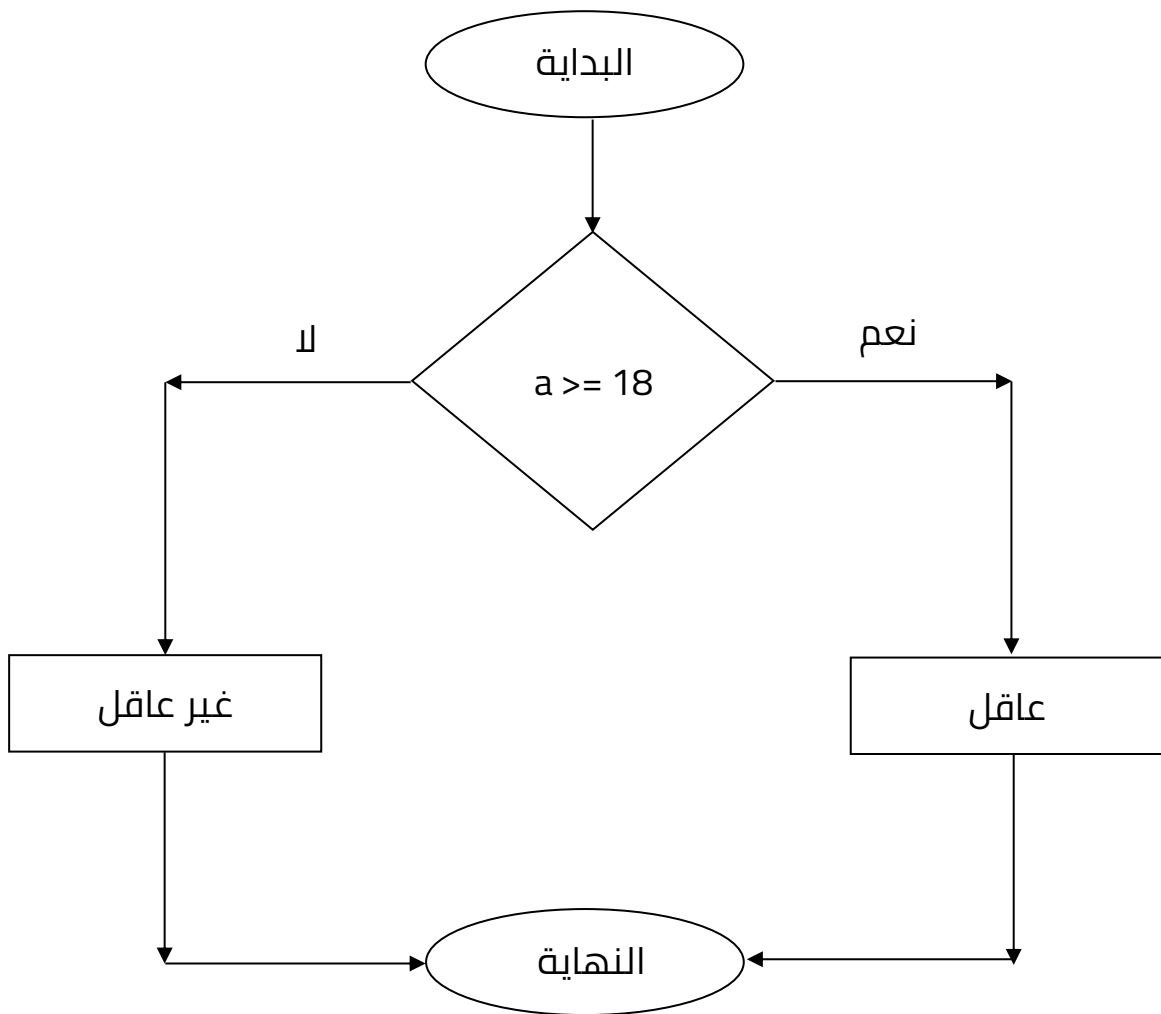 البداية
نعم
لا
a >= 18
عاقل
غير عاقل
النهاية